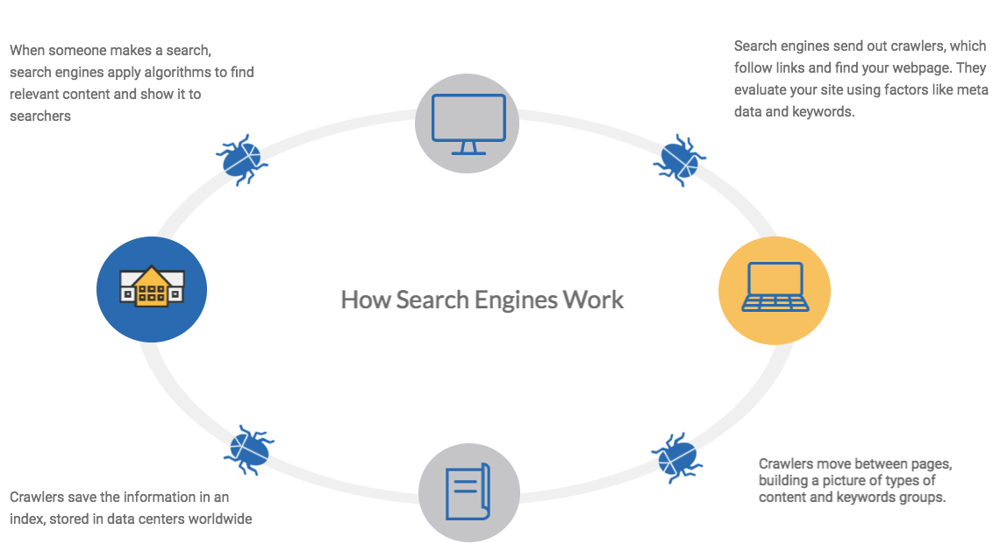 When someone makes a search,
search engines apply algorithms to find
relevant content and show it to
searchers
Search engines send out crawlers, which
follow links and find your webpage. They
evaluate your site using factors like meta
data and keywords.
How Search Engines Work
Crawlers save the information in an
index, stored in data centers worldwide
Crawlers move between pages,
building a picture of types of
content and keywords groups.